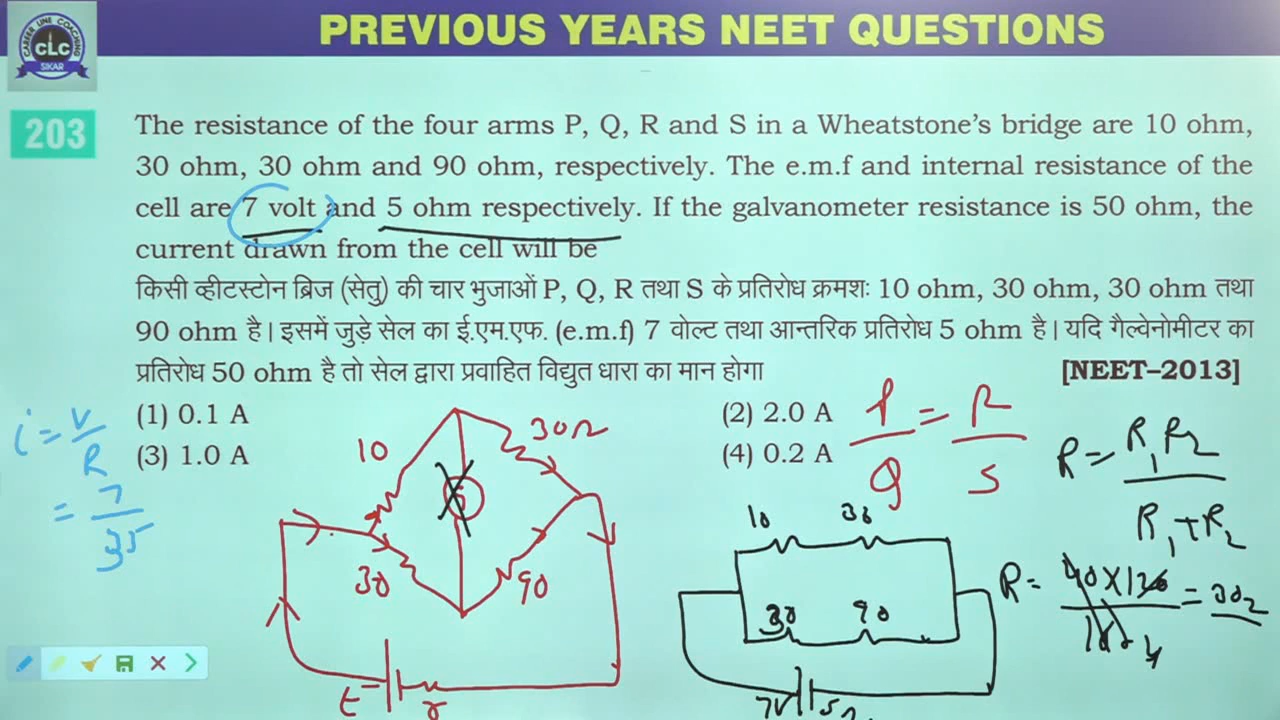 PREVIOUS YEARS NEET QUESTIONS
CAREER LINE COACHING
CLC
SIKAR
203
The resistance of the four arms P, Q, R and S in a Wheatstone's bridge are 10 ohm,
30 ohm, 30 ohm and 90 ohm, respectively. The e.m.f and internal resistance of the
cell are 7 volt and 5 ohm respectively. If the galvanometer resistance is 50 ohm, the
current drawn from the cell will be
किसी व्हीटस्टोन ब्रिज (सेतु) की चार भुजाओं P, Q, R तथा S के प्रतिरोध क्रमशः 10 ohm, 30 ohm, 30 ohm तथा
90 ohm है। इसमें जुड़े सेल का ई.एम.एफ. (e.m.f) 7 वोल्ट तथा आन्तरिक प्रतिरोध 5 ohm है। यदि गैल्वेनोमीटर का
प्रतिरोध 50 ohm है तो सेल द्वारा प्रवाहित विद्युत धारा का मान होगा
[NEET–2013]
(1) 0.1 A
(2) 2.0 A
(3) 1.0 A
(4) 0.2 A
i = V/R
= 7/35
10
30Ω
G
30
90
E
r
P/Q = R/S
10
30
30
90
7V
5Ω
R = R₁R₂
R₁+R₂
R =
= 30Ω